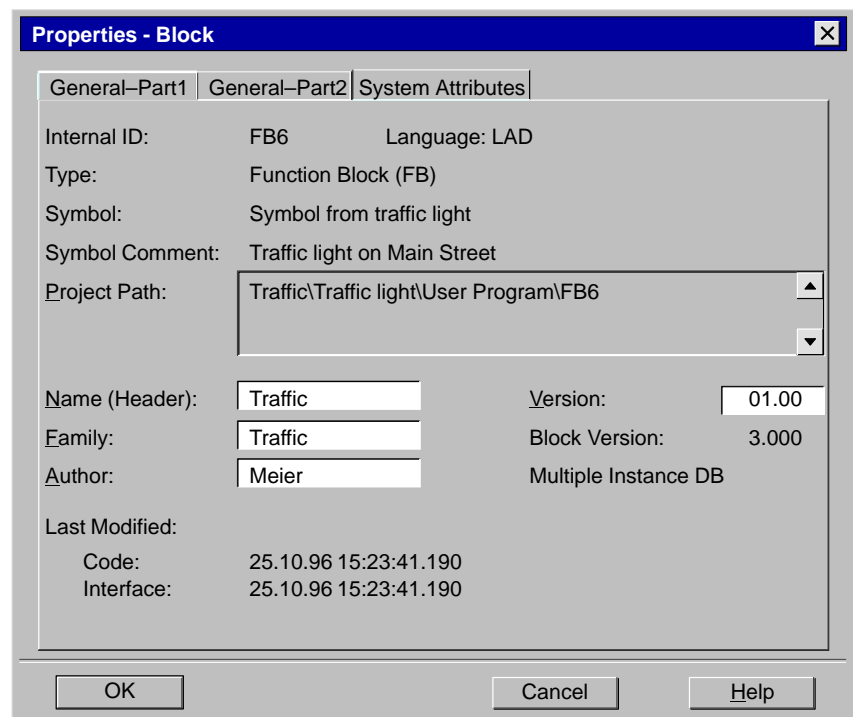 Properties - Block
General–Part1 General–Part2 System Attributes
Internal ID: FB6 Language: LAD
Type: Function Block (FB)
Symbol: Symbol from traffic light
Symbol Comment: Traffic light on Main Street
Project Path: Traffic\Traffic light\User Program\FB6
Name (Header): Traffic Version: 01.00
Family: Traffic Block Version: 3.000
Author: Meier Multiple Instance DB
Last Modified:
Code: 25.10.96 15:23:41.190
Interface: 25.10.96 15:23:41.190
OK Cancel Help